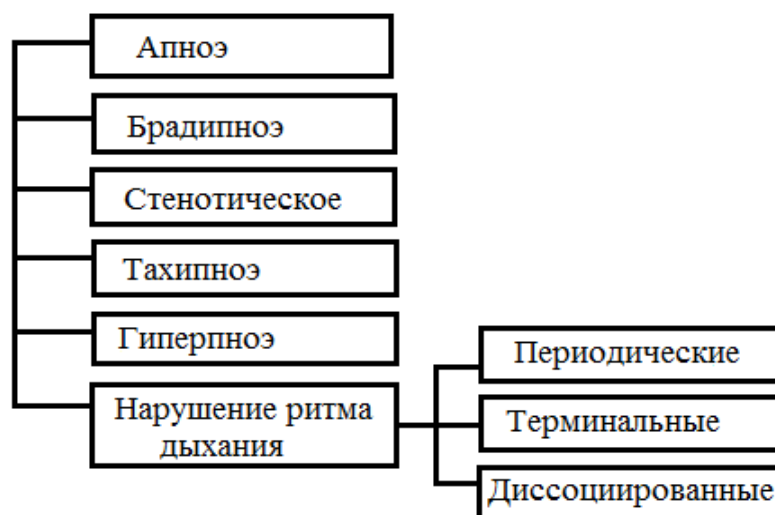 Апноэ
Брадипноэ
Стенотическое
Тахипноэ
Гиперпноэ
Нарушение ритма
дыхания
Периодические
Терминальные
Диссоциированные